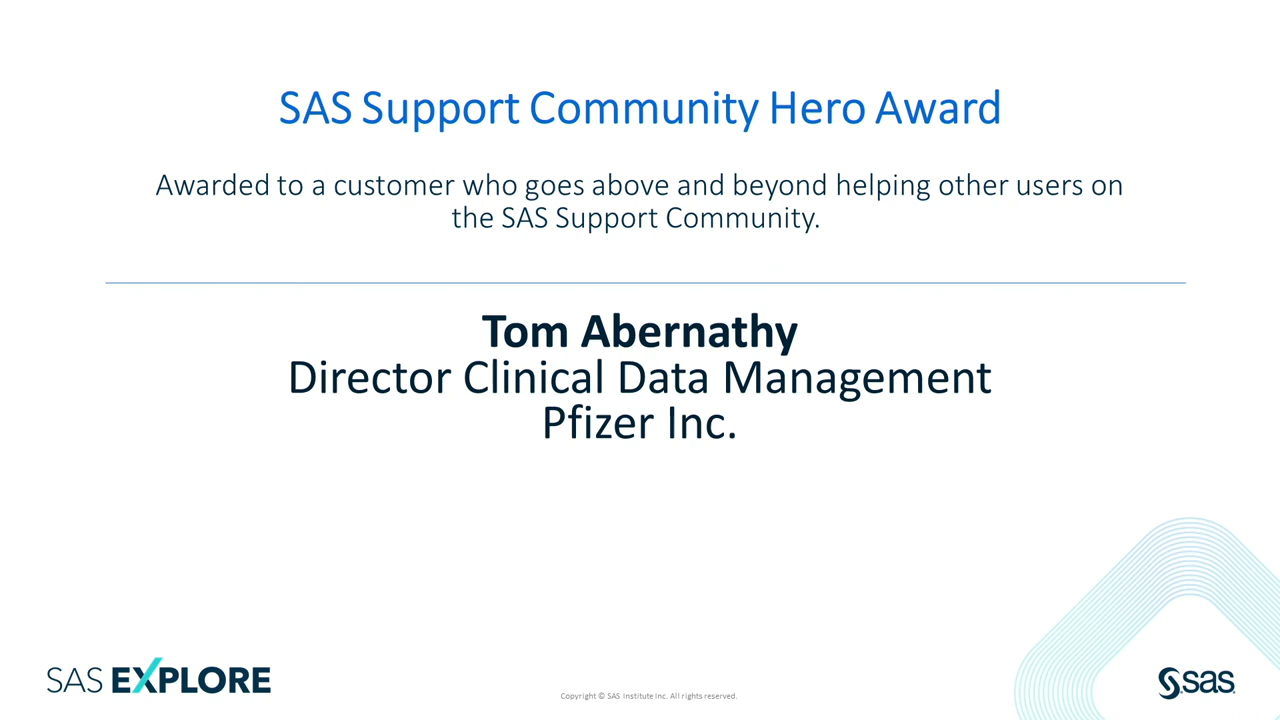 SAS Support Community Hero Award
Awarded to a customer who goes above and beyond helping other users on
the SAS Support Community.
Tom Abernathy
Director Clinical Data Management
Pfizer Inc.
SAS EXPLORE
Copyright © SAS Institute Inc. All rights reserved.
sas